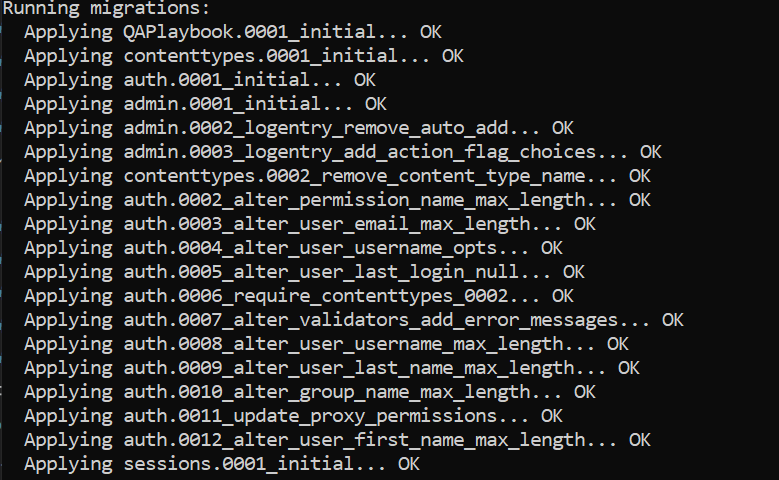 Running migrations:
  Applying QAPlaybook.0001_initial... OK
  Applying contenttypes.0001_initial... OK
  Applying auth.0001_initial... OK
  Applying admin.0001_initial... OK
  Applying admin.0002_logentry_remove_auto_add... OK
  Applying admin.0003_logentry_add_action_flag_choices... OK
  Applying contenttypes.0002_remove_content_type_name... OK
  Applying auth.0002_alter_permission_name_max_length... OK
  Applying auth.0003_alter_user_email_max_length... OK
  Applying auth.0004_alter_user_username_opts... OK
  Applying auth.0005_alter_user_last_login_null... OK
  Applying auth.0006_require_contenttypes_0002... OK
  Applying auth.0007_alter_validators_add_error_messages... OK
  Applying auth.0008_alter_user_username_max_length... OK
  Applying auth.0009_alter_user_last_name_max_length... OK
  Applying auth.0010_alter_group_name_max_length... OK
  Applying auth.0011_update_proxy_permissions... OK
  Applying auth.0012_alter_user_first_name_max_length... OK
  Applying sessions.0001_initial... OK